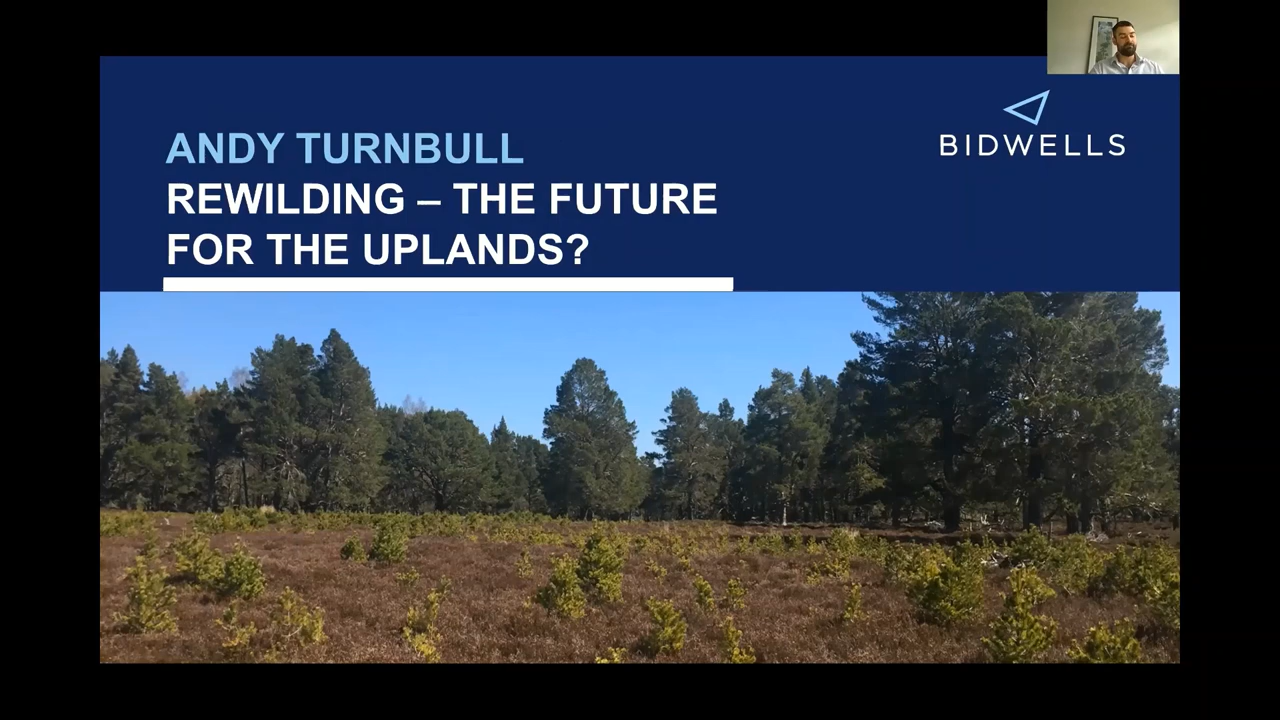 ANDY TURNBULL
REWILDING – THE FUTURE
FOR THE UPLANDS?
BIDWELLS